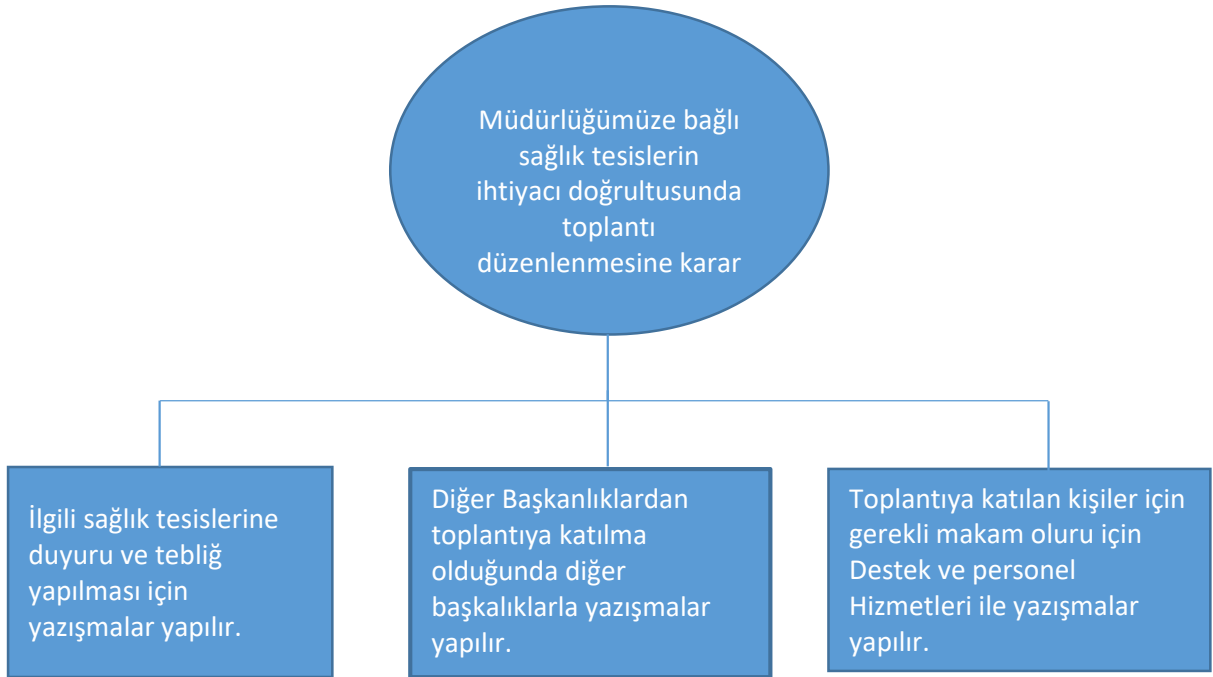 Müdürlüğümüze bağlı
sağlık tesislerin
ihtiyacı doğrultusunda
toplantı
düzenlenmesine karar
İlgili sağlık tesislerine
duyuru ve tebliğ
yapılması için
yazışmalar yapılır.
Diğer Başkanlıklardan
toplantıya katılma
olduğunda diğer
başkalıklarla yazışmalar
yapılır.
Toplantıya katılan kişiler için
gerekli makam oluru için
Destek ve personel
Hizmetleri ile yazışmalar
yapılır.